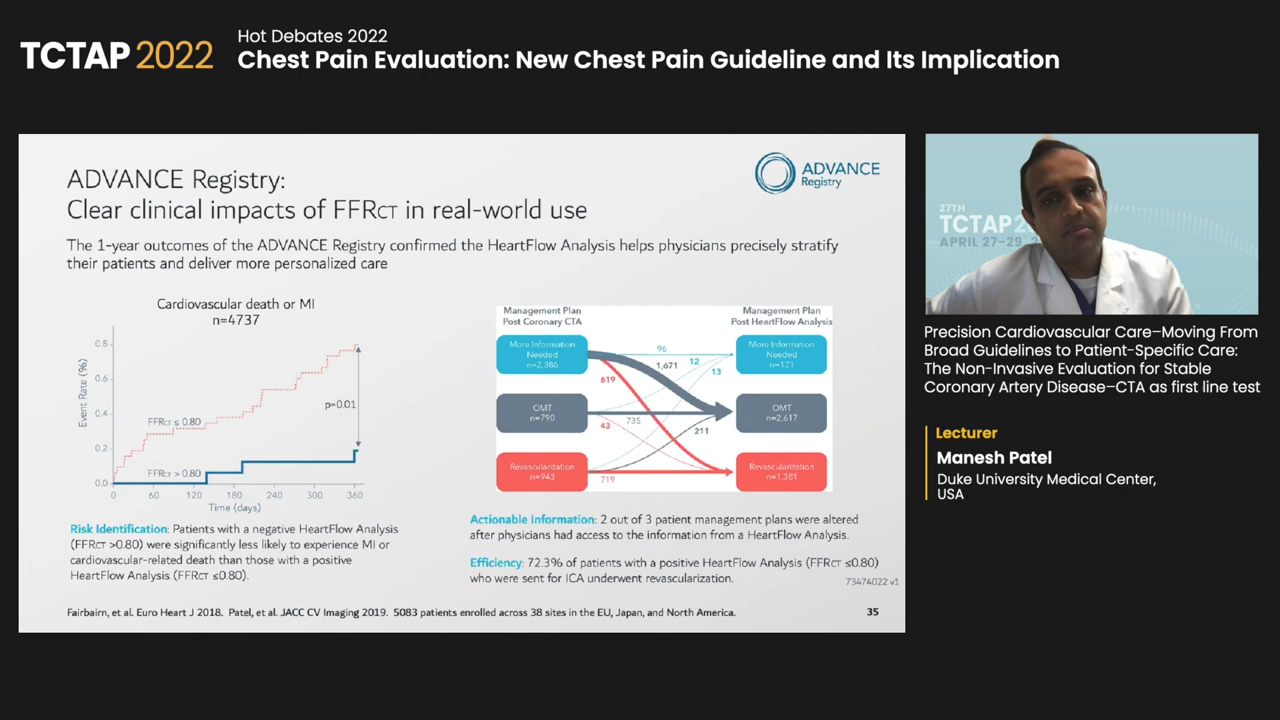 TCTAP 2022
Hot Debates 2022
Chest Pain Evaluation: New Chest Pain Guideline and Its Implication
ADVANCE Registry:
Clear clinical impacts of FFRCT in real-world use
ADVANCE
Registry
The 1-year outcomes of the ADVANCE Registry confirmed the HeartFlow Analysis helps physicians precisely stratify
their patients and deliver more personalized care
Cardiovascular death or MI
n=4737
Event Rate (%)
0.8
0.6
0.4
0.2
0.0
FFRCT ≤ 0.80
FFRCT > 0.80
p=0.01
0 60 120 180 240 300 360
Time (days)
Risk Identification: Patients with a negative HeartFlow Analysis
(FFRCT >0.80) were significantly less likely to experience MI or
cardiovascular-related death than those with a positive
HeartFlow Analysis (FFRCT ≤0.80).
Management Plan
Post Coronary CTA
Management Plan
Post HeartFlow Analysis
More Information
Needed
n=2,386
OMT
n=790
Revascularization
n=943
96
12
13
1,671
619
735
43
211
719
More Information
Needed
n=121
OMT
n=2,617
Revascularization
n=1,381
Actionable Information: 2 out of 3 patient management plans were altered
after physicians had access to the information from a HeartFlow Analysis.
Efficiency: 72.3% of patients with a positive HeartFlow Analysis (FFRCT ≤0.80)
who were sent for ICA underwent revascularization.
73474022 v1
Fairbairn, et al. Euro Heart J 2018. Patel, et al. JACC CV Imaging 2019. 5083 patients enrolled across 38 sites in the EU, Japan, and North America.
35
27TH
TCTAP20
APRIL 27-29, 2
Precision Cardiovascular Care–Moving From
Broad Guidelines to Patient-Specific Care:
The Non-Invasive Evaluation for Stable
Coronary Artery Disease–CTA as first line test
Lecturer
Manesh Patel
Duke University Medical Center,
USA